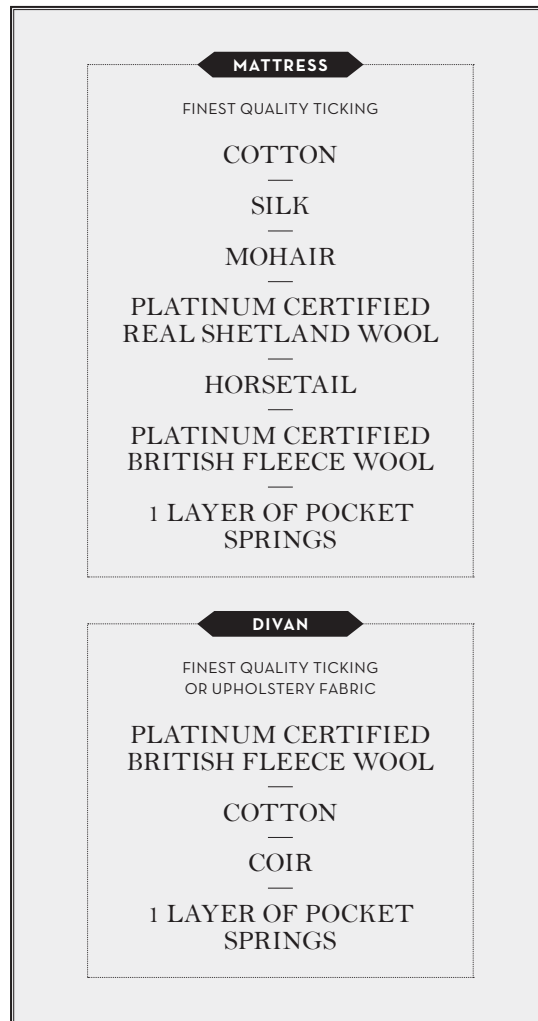 MATTRESS
FINEST QUALITY TICKING
COTTON
SILK
MOHAIR
PLATINUM CERTIFIED
REAL SHETLAND WOOL
HORSETAIL
PLATINUM CERTIFIED
BRITISH FLEECE WOOL
1 LAYER OF POCKET
SPRINGS
DIVAN
FINEST QUALITY TICKING
OR UPHOLSTERY FABRIC
PLATINUM CERTIFIED
BRITISH FLEECE WOOL
COTTON
COIR
1 LAYER OF POCKET
SPRINGS